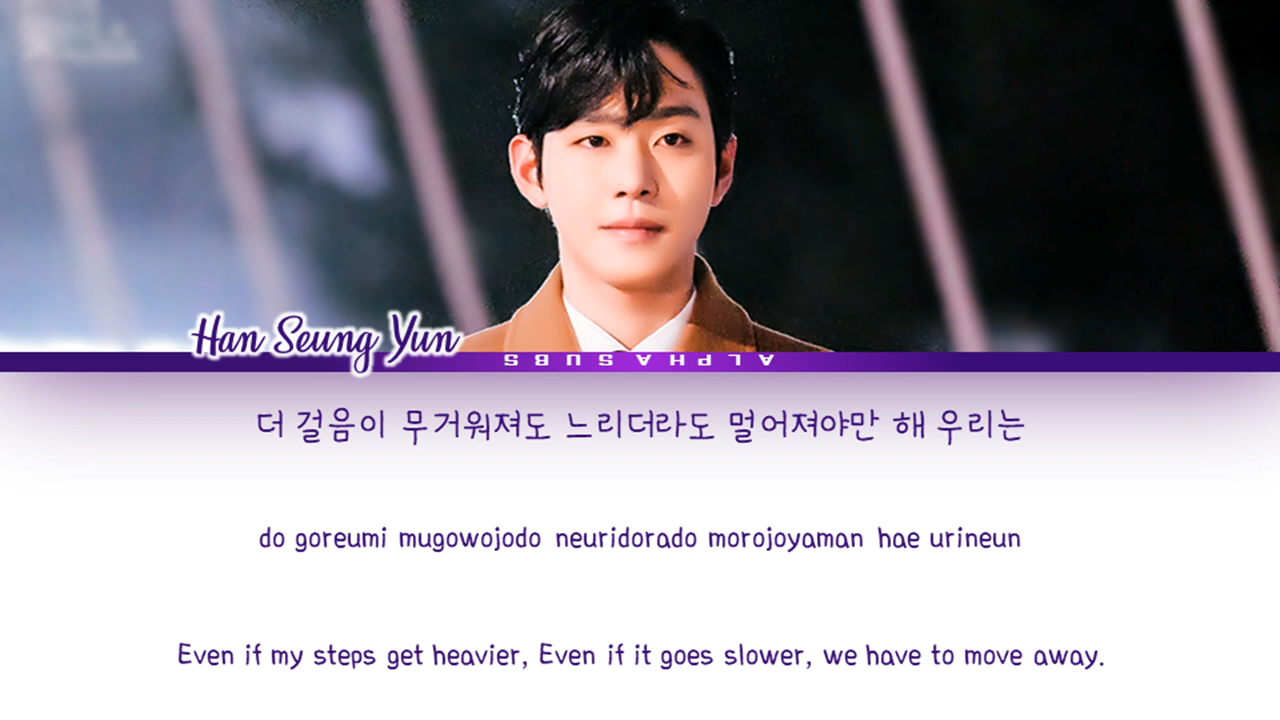 Han Seung Yun
ALPHASUBS
더 걸음이 무거워져도 느리더라도 멀어져야만 해 우리는
do goreumi mugowojodo neuridorado morojoyaman hae urineun
Even if my steps get heavier, Even if it goes slower, we have to move away.